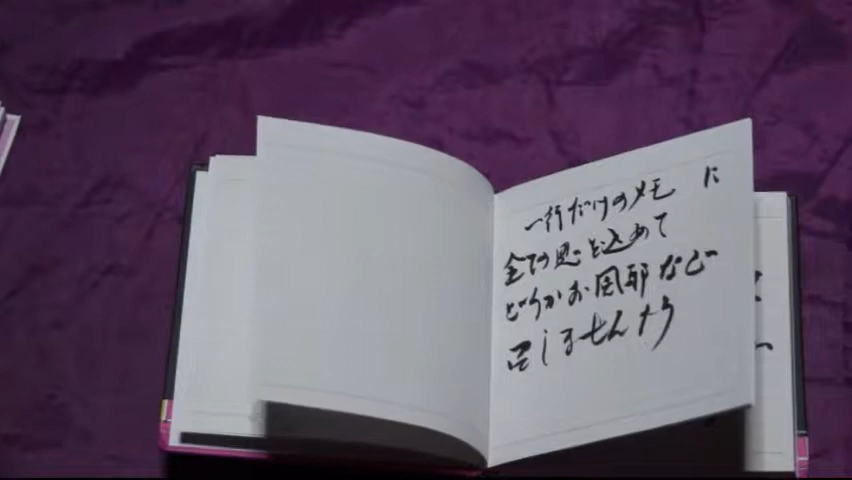 一行だけのメモ に
全ての思を込めて
どうかお風邪など
召しませんよう